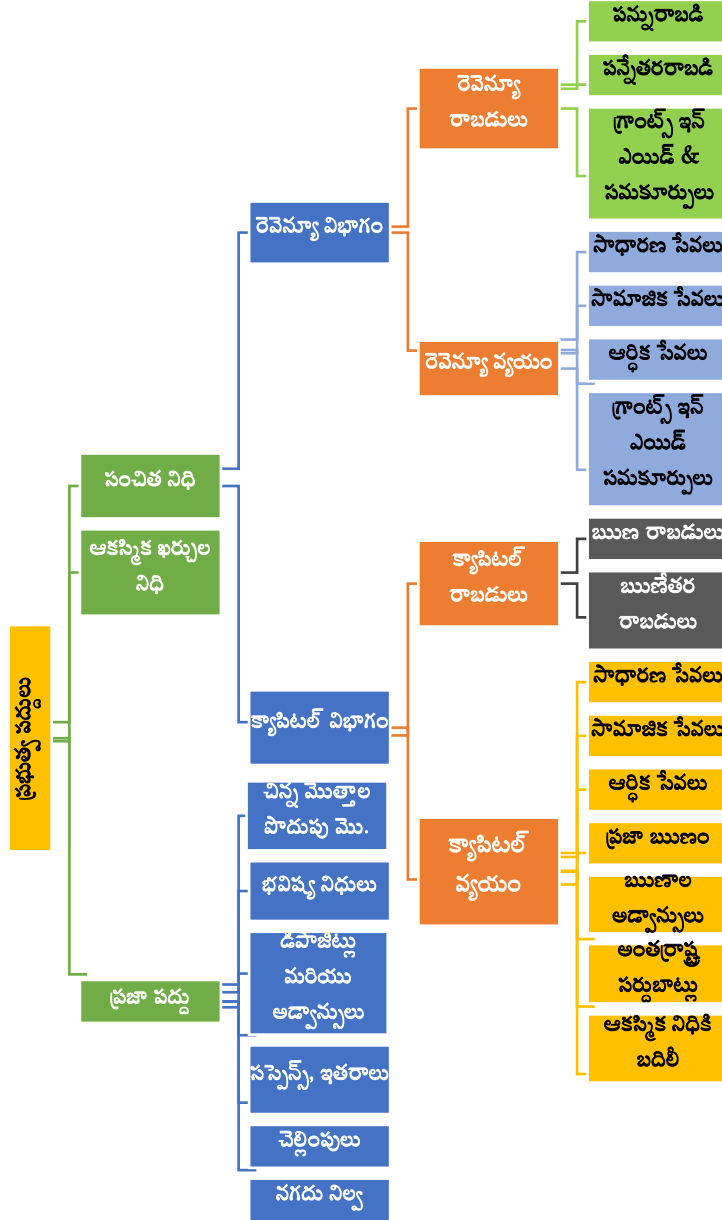 ప్రభుత్వ పద్దులు
సంచిత నిధి
ఆకస్మిక ఖర్చుల
నిధి
ప్రజా పద్దు
రెవెన్యూ విభాగం
క్యాపిటల్ విభాగం
చిన్న మొత్తాల
పొదుపు మొ.
భవిష్య నిధులు
డిపాజిట్లు
మరియు
అడ్వాన్సులు
సస్పెన్స్, ఇతరాలు
చెల్లింపులు
నగదు నిల్వ
రెవెన్యూ
రాబడులు
రెవెన్యూ వ్యయం
క్యాపిటల్
రాబడులు
క్యాపిటల్
వ్యయం
పన్నురాబడి
పన్నేతరరాబడి
గ్రాంట్స్ ఇన్
ఎయిడ్ &
సమకూర్పులు
సాధారణ సేవలు
సామాజిక సేవలు
ఆర్ధిక సేవలు
గ్రాంట్స్ ఇన్
ఎయిడ్
సమకూర్పులు
ఋణ రాబడులు
ఋణేతర
రాబడులు
సాధారణ సేవలు
సామాజిక సేవలు
ఆర్ధిక సేవలు
ప్రజా ఋణం
ఋణాల
అడ్వాన్సులు
అంతర్రాష్ట్ర
సర్దుబాట్లు
ఆకస్మిక నిధికి
బదిలీ